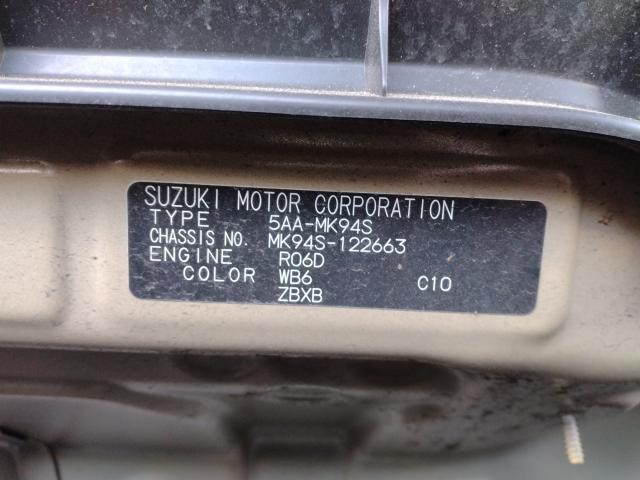 SUZUKI MOTOR CORPORATION
TYPE 5AA-MK94S
CHASSIS NO. MK94S-122663
ENGINE R06D
COLOR WB6 C10
ZBXB